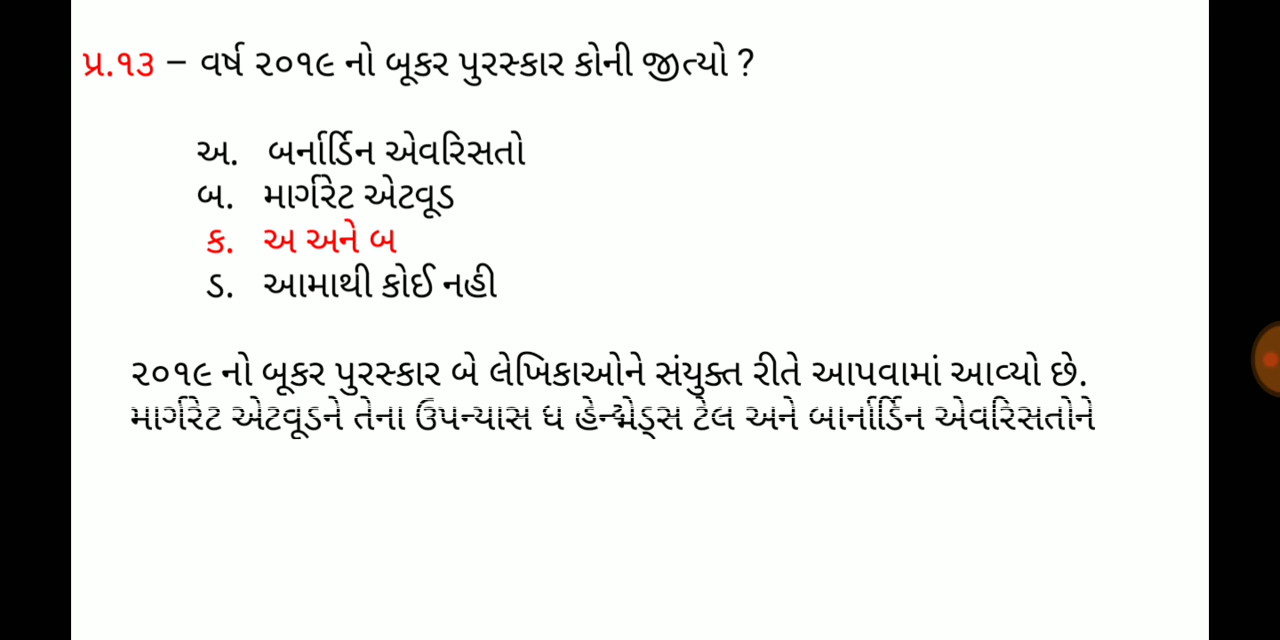 પ્ર.૧૩ – વર્ષ ૨૦૧૯ નો બૂકર પુરસ્કાર કોની જીત્યો ?
અ. બર્નાર્ડિન એવરિસતો
બ. માર્ગરેટ એટવૂડ
ક. અ અને બ
ડ. આમાથી કોઈ નહી
૨૦૧૯ નો બૂકર પુરસ્કાર બે લેખિકાઓને સંયુક્ત રીતે આપવામાં આવ્યો છે.
માર્ગરેટ એટવૂડને તેના ઉપન્યાસ ધ હેન્ડ્મેડ્સ ટેલ અને બાર્નાર્ડિન એવરિસતોને